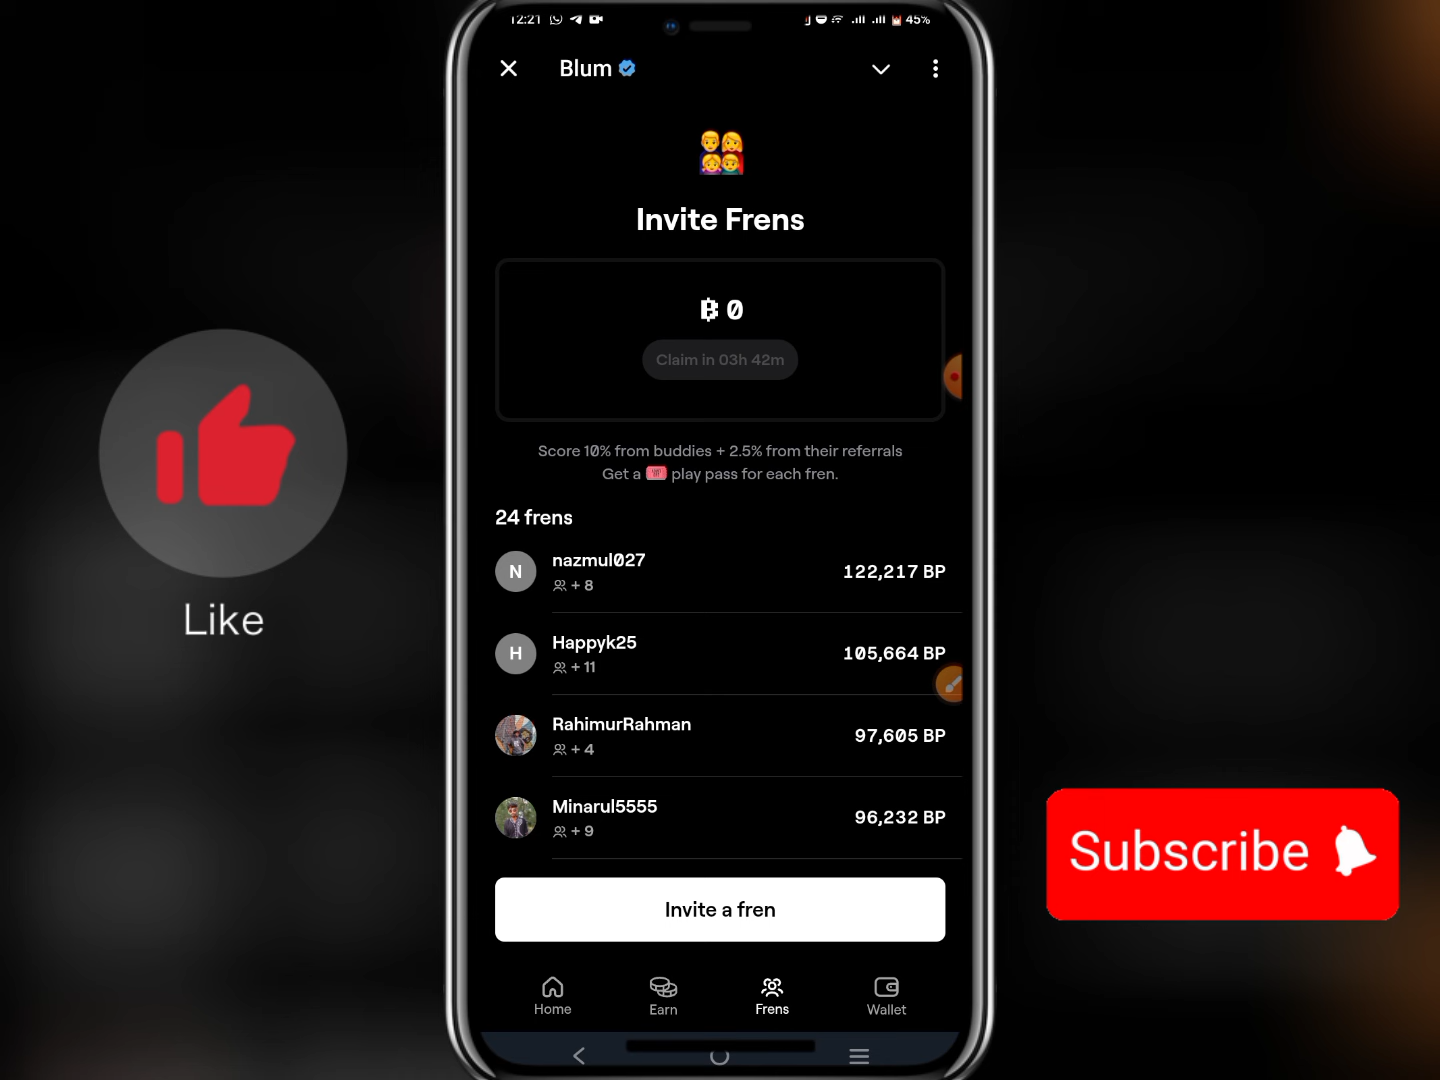 12:21
45%
Blum
Invite Frens
0
Claim in 03h 42m
Score 10% from buddies + 2.5% from their referrals
Get a play pass for each fren.
24 frens
N
nazmul027
+ 8
122,217 BP
H
Happyk25
+ 11
105,664 BP
RahimurRahman
+ 4
97,605 BP
Minarul5555
+ 9
96,232 BP
Invite a fren
Home
Earn
Frens
Wallet
Like
Subscribe